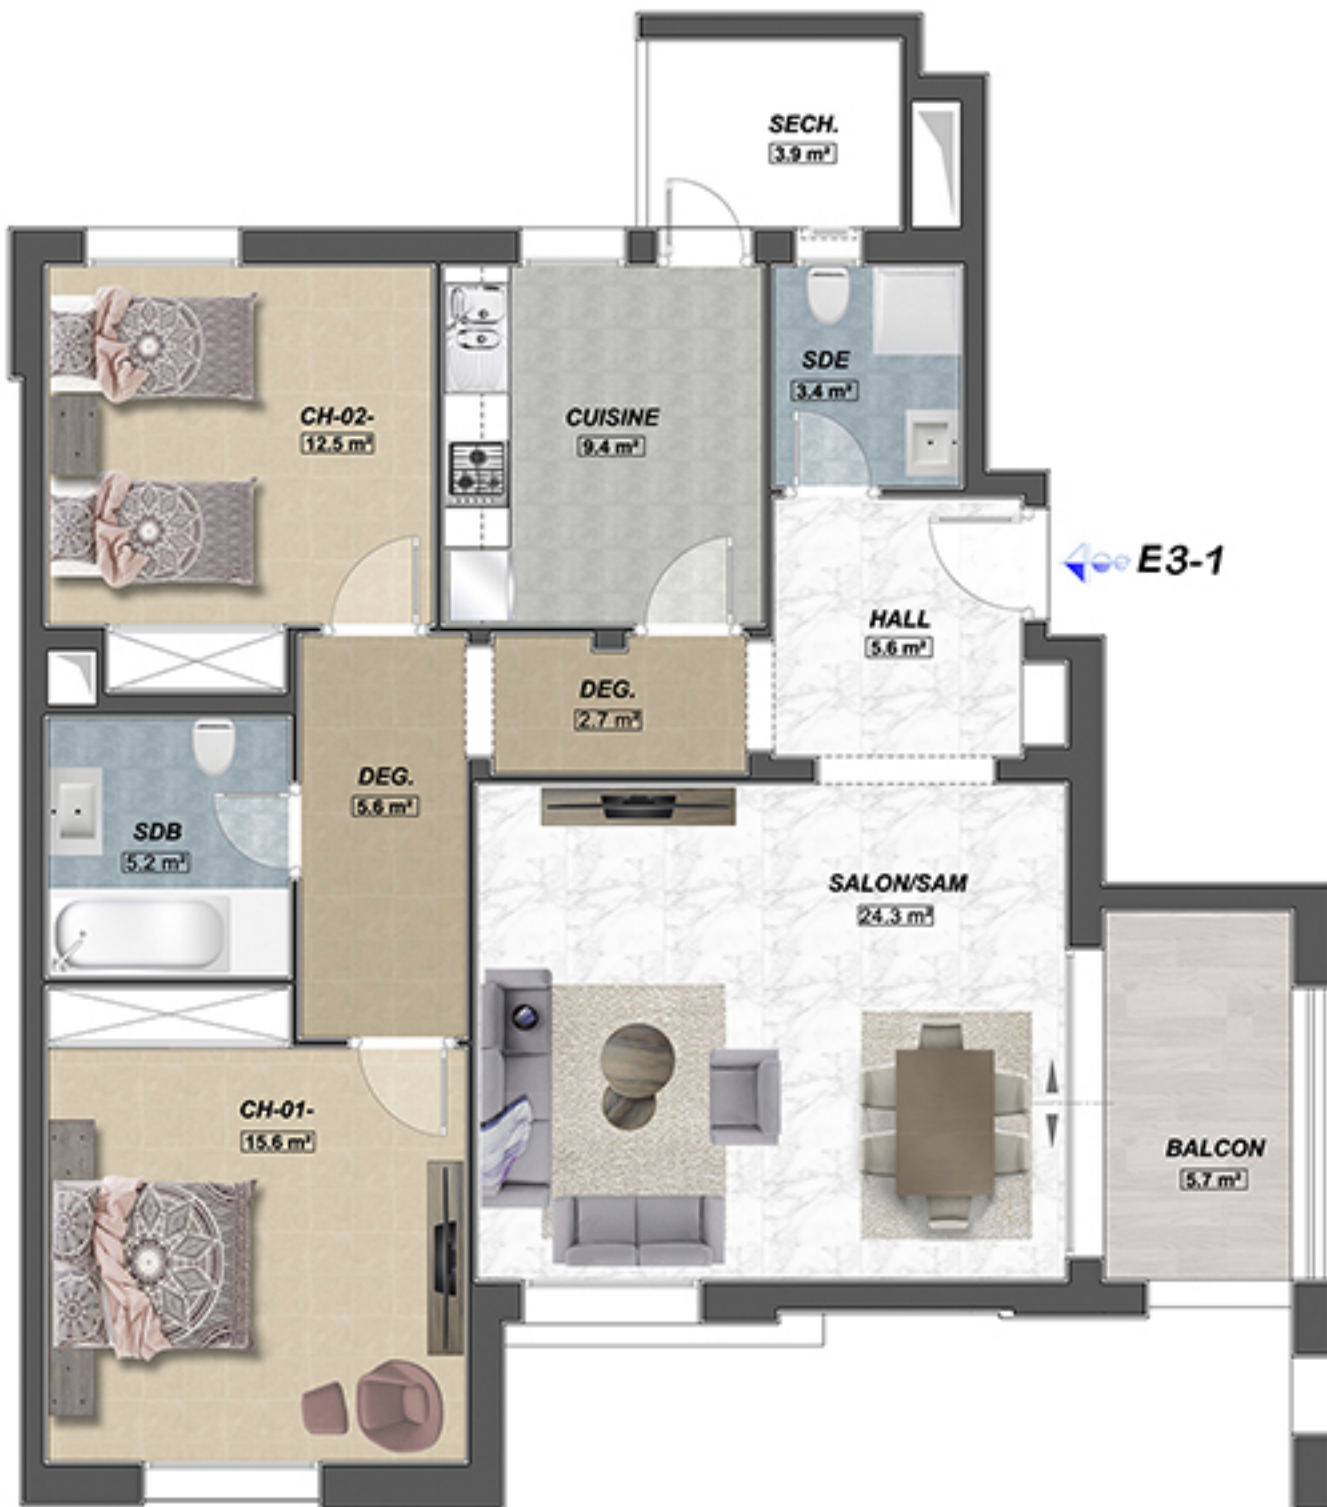 SECH.
3.9 m²
SDE
3.4 m²
CH-02-
12.5 m²
CUISINE
9.4 m²
E3-1
HALL
5.6 m²
DEG.
2.7 m²
DEG.
5.6 m²
SDB
5.2 m²
SALON/SAM
24.3 m²
CH-01-
15.6 m²
BALCON
5.7 m²